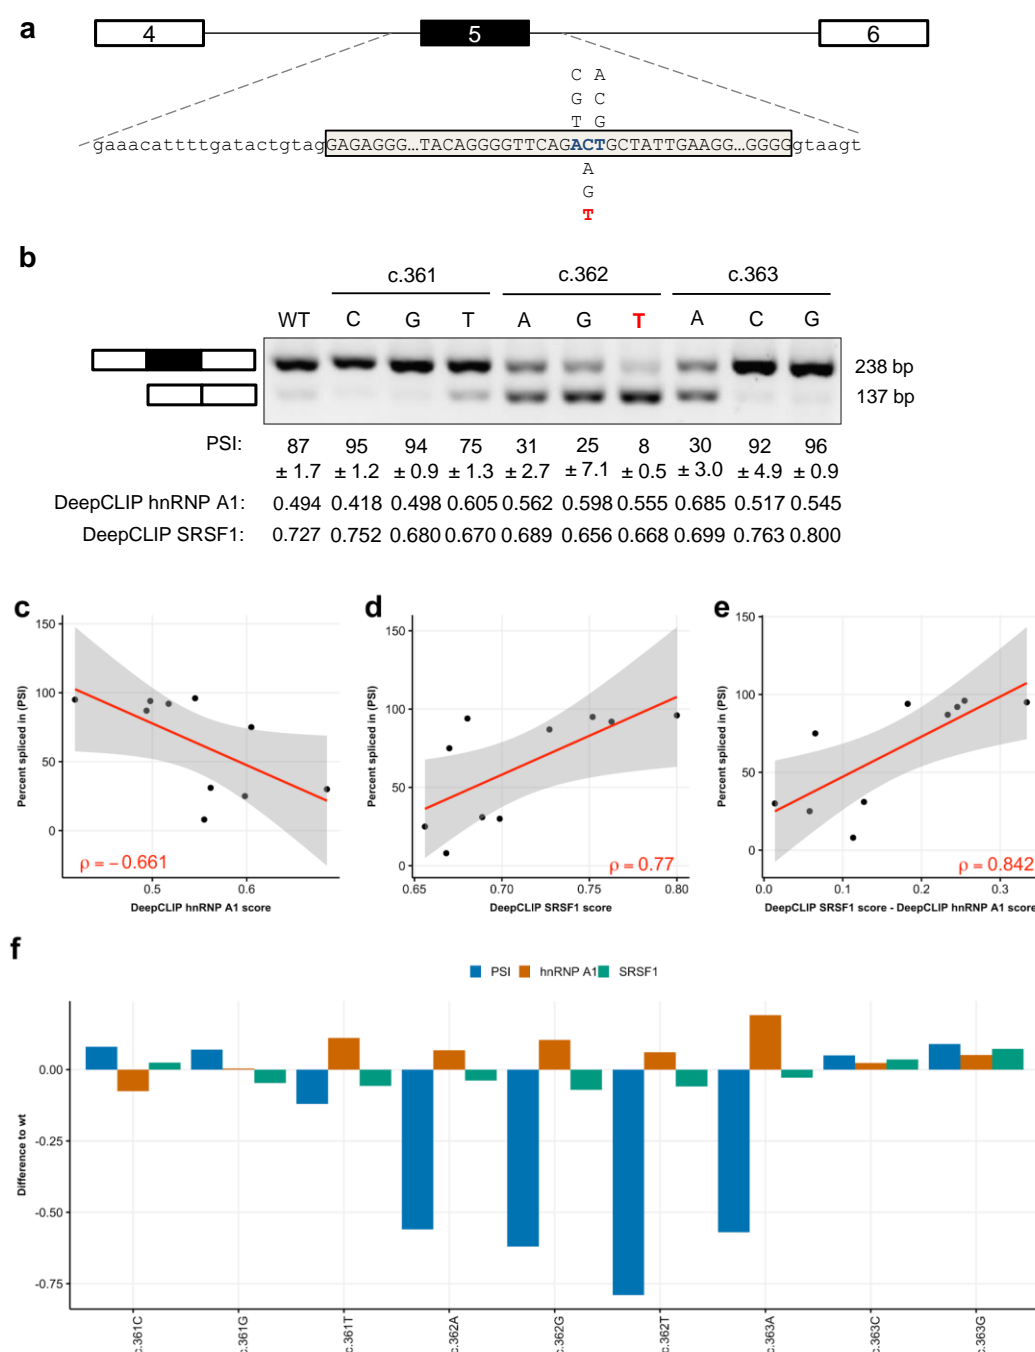 a
4 5 6
C A
G C
T G
gaaacattttgatactgtagGAGAGGG…TACAGGGGTTCAGACTGCTATTGAAGG…GGGGgtaagt
A
G
T
b
c.361 c.362 c.363
WT C G T A G T A C G
238 bp
137 bp
PSI: 87 95 94 75 31 25 8 30 92 96
± 1.7 ± 1.2 ± 0.9 ± 1.3 ± 2.7 ± 7.1 ± 0.5 ± 3.0 ± 4.9 ± 0.9
DeepCLIP hnRNP A1: 0.494 0.418 0.498 0.605 0.562 0.598 0.555 0.685 0.517 0.545
DeepCLIP SRSF1: 0.727 0.752 0.680 0.670 0.689 0.656 0.668 0.699 0.763 0.800
c
Percent spliced in (PSI)
150
100
50
0
ρ = − 0.661
0.5 0.6
DeepCLIP hnRNP A1 score
d
Percent spliced in (PSI)
150
100
50
0
ρ = 0.77
0.65 0.70 0.75 0.80
DeepCLIP SRSF1 score
e
Percent spliced in (PSI)
150
100
50
0
ρ = 0.842
0.0 0.1 0.2 0.3
DeepCLIP SRSF1 score - DeepCLIP hnRNP A1 score
f
PSI hnRNP A1 SRSF1
Difference to wt
0.00
-0.25
-0.50
-0.75
c.361C c.361G c.361T c.362A c.362G c.362T c.363A c.363C c.363G